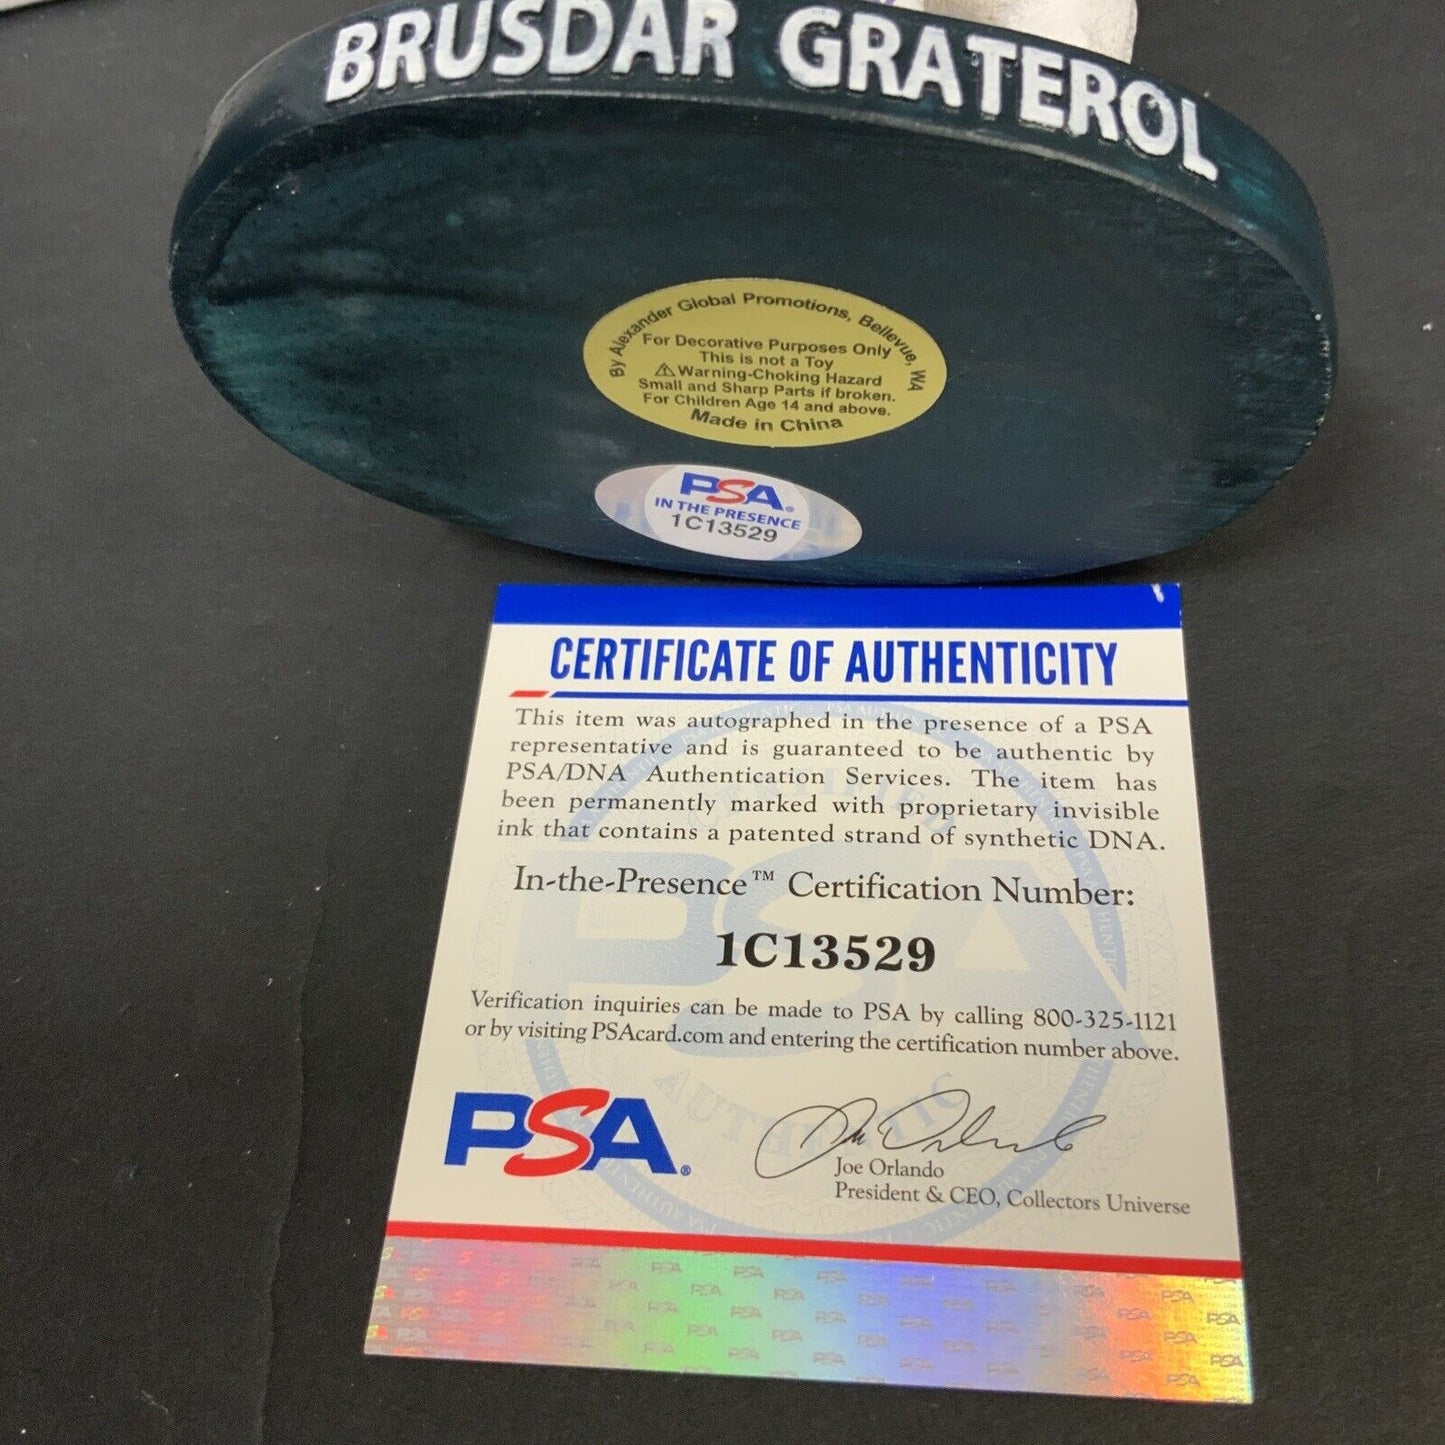 BRUSDAR GRATEROL
By Alexander Global Promotions, Bellevue, WA
For Decorative Purposes Only
This is not a Toy
⚠Warning-Choking Hazard
Small and Sharp Parts if broken.
For Children Age 14 and above.
Made in China
PSA®
IN THE PRESENCE
1C13529
CERTIFICATE OF AUTHENTICITY
This item was autographed in the presence of a PSA
representative and is guaranteed to be authentic by
PSA/DNA Authentication Services. The item has
been permanently marked with proprietary invisible
ink that contains a patented strand of synthetic DNA.
In-the-Presence™ Certification Number:
1C13529
Verification inquiries can be made to PSA by calling 800-325-1121
or by visiting PSAcard.com and entering the certification number above.
PSA®
Joe Orlando
President & CEO, Collectors Universe